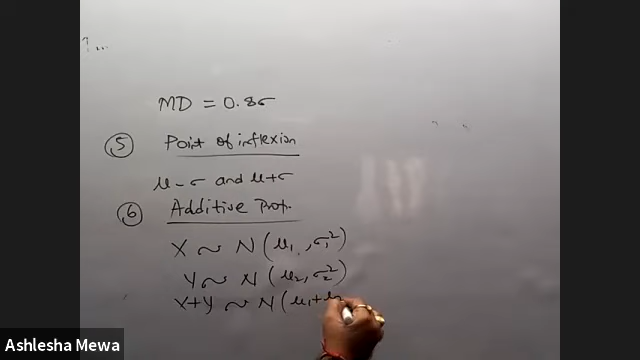 ?...
MD = 0.8σ
⑤ Point of inflexion
μ-σ and μ+σ
⑥ Additive Prop.
X ~ N(μ₁, σ₁²)
Y ~ N(μ₂, σ₂²)
X+Y ~ N(μ₁+μ₂
Ashlesha Mewa